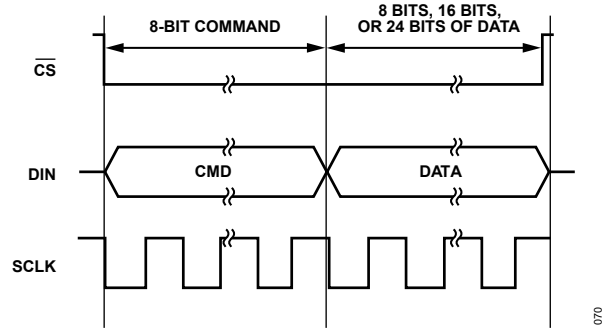 8-BIT COMMAND
8 BITS, 16 BITS,
OR 24 BITS OF DATA
CS
DIN
CMD
DATA
SCLK
070